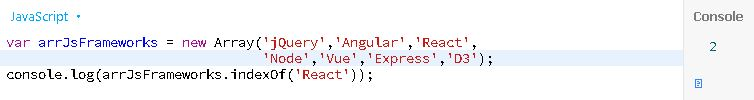 JavaScript
Console
var arrJsFrameworks = new Array('jQuery','Angular','React',
'Node','Vue','Express','D3');
console.log(arrJsFrameworks.indexOf('React'));
2